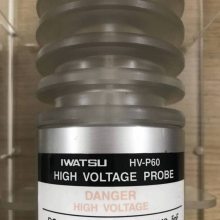 IWATSU HV-P60
HIGH VOLTAGE PROBE
DANGER
HIGH VOLTAGE